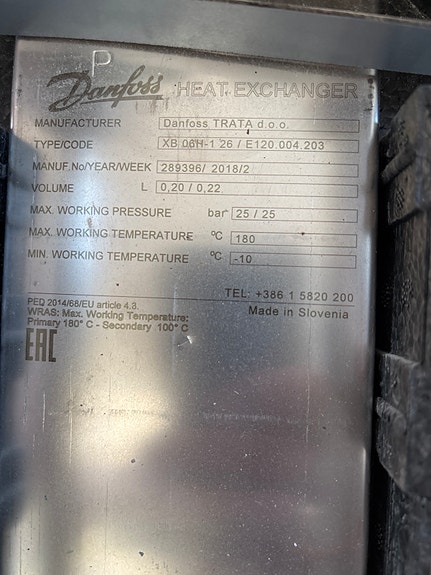 P
Danfoss HEAT EXCHANGER
MANUFACTURER Danfoss TRATA d.o.o.
TYPE/CODE XB 06H-1 26 / E120.004.203
MANUF.No/YEAR/WEEK 289396/ 2018/2
VOLUME L 0,20 / 0,22
MAX. WORKING PRESSURE bar 25 / 25
MAX. WORKING TEMPERATURE ºC 180
MIN. WORKING TEMPERATURE ºC -10
TEL: +386 1 5820 200
PED 2014/68/EU article 4.3.
Made in Slovenia
WRAS: Max. Working Temperature:
Primary 180° C - Secondary 100° C
EAC